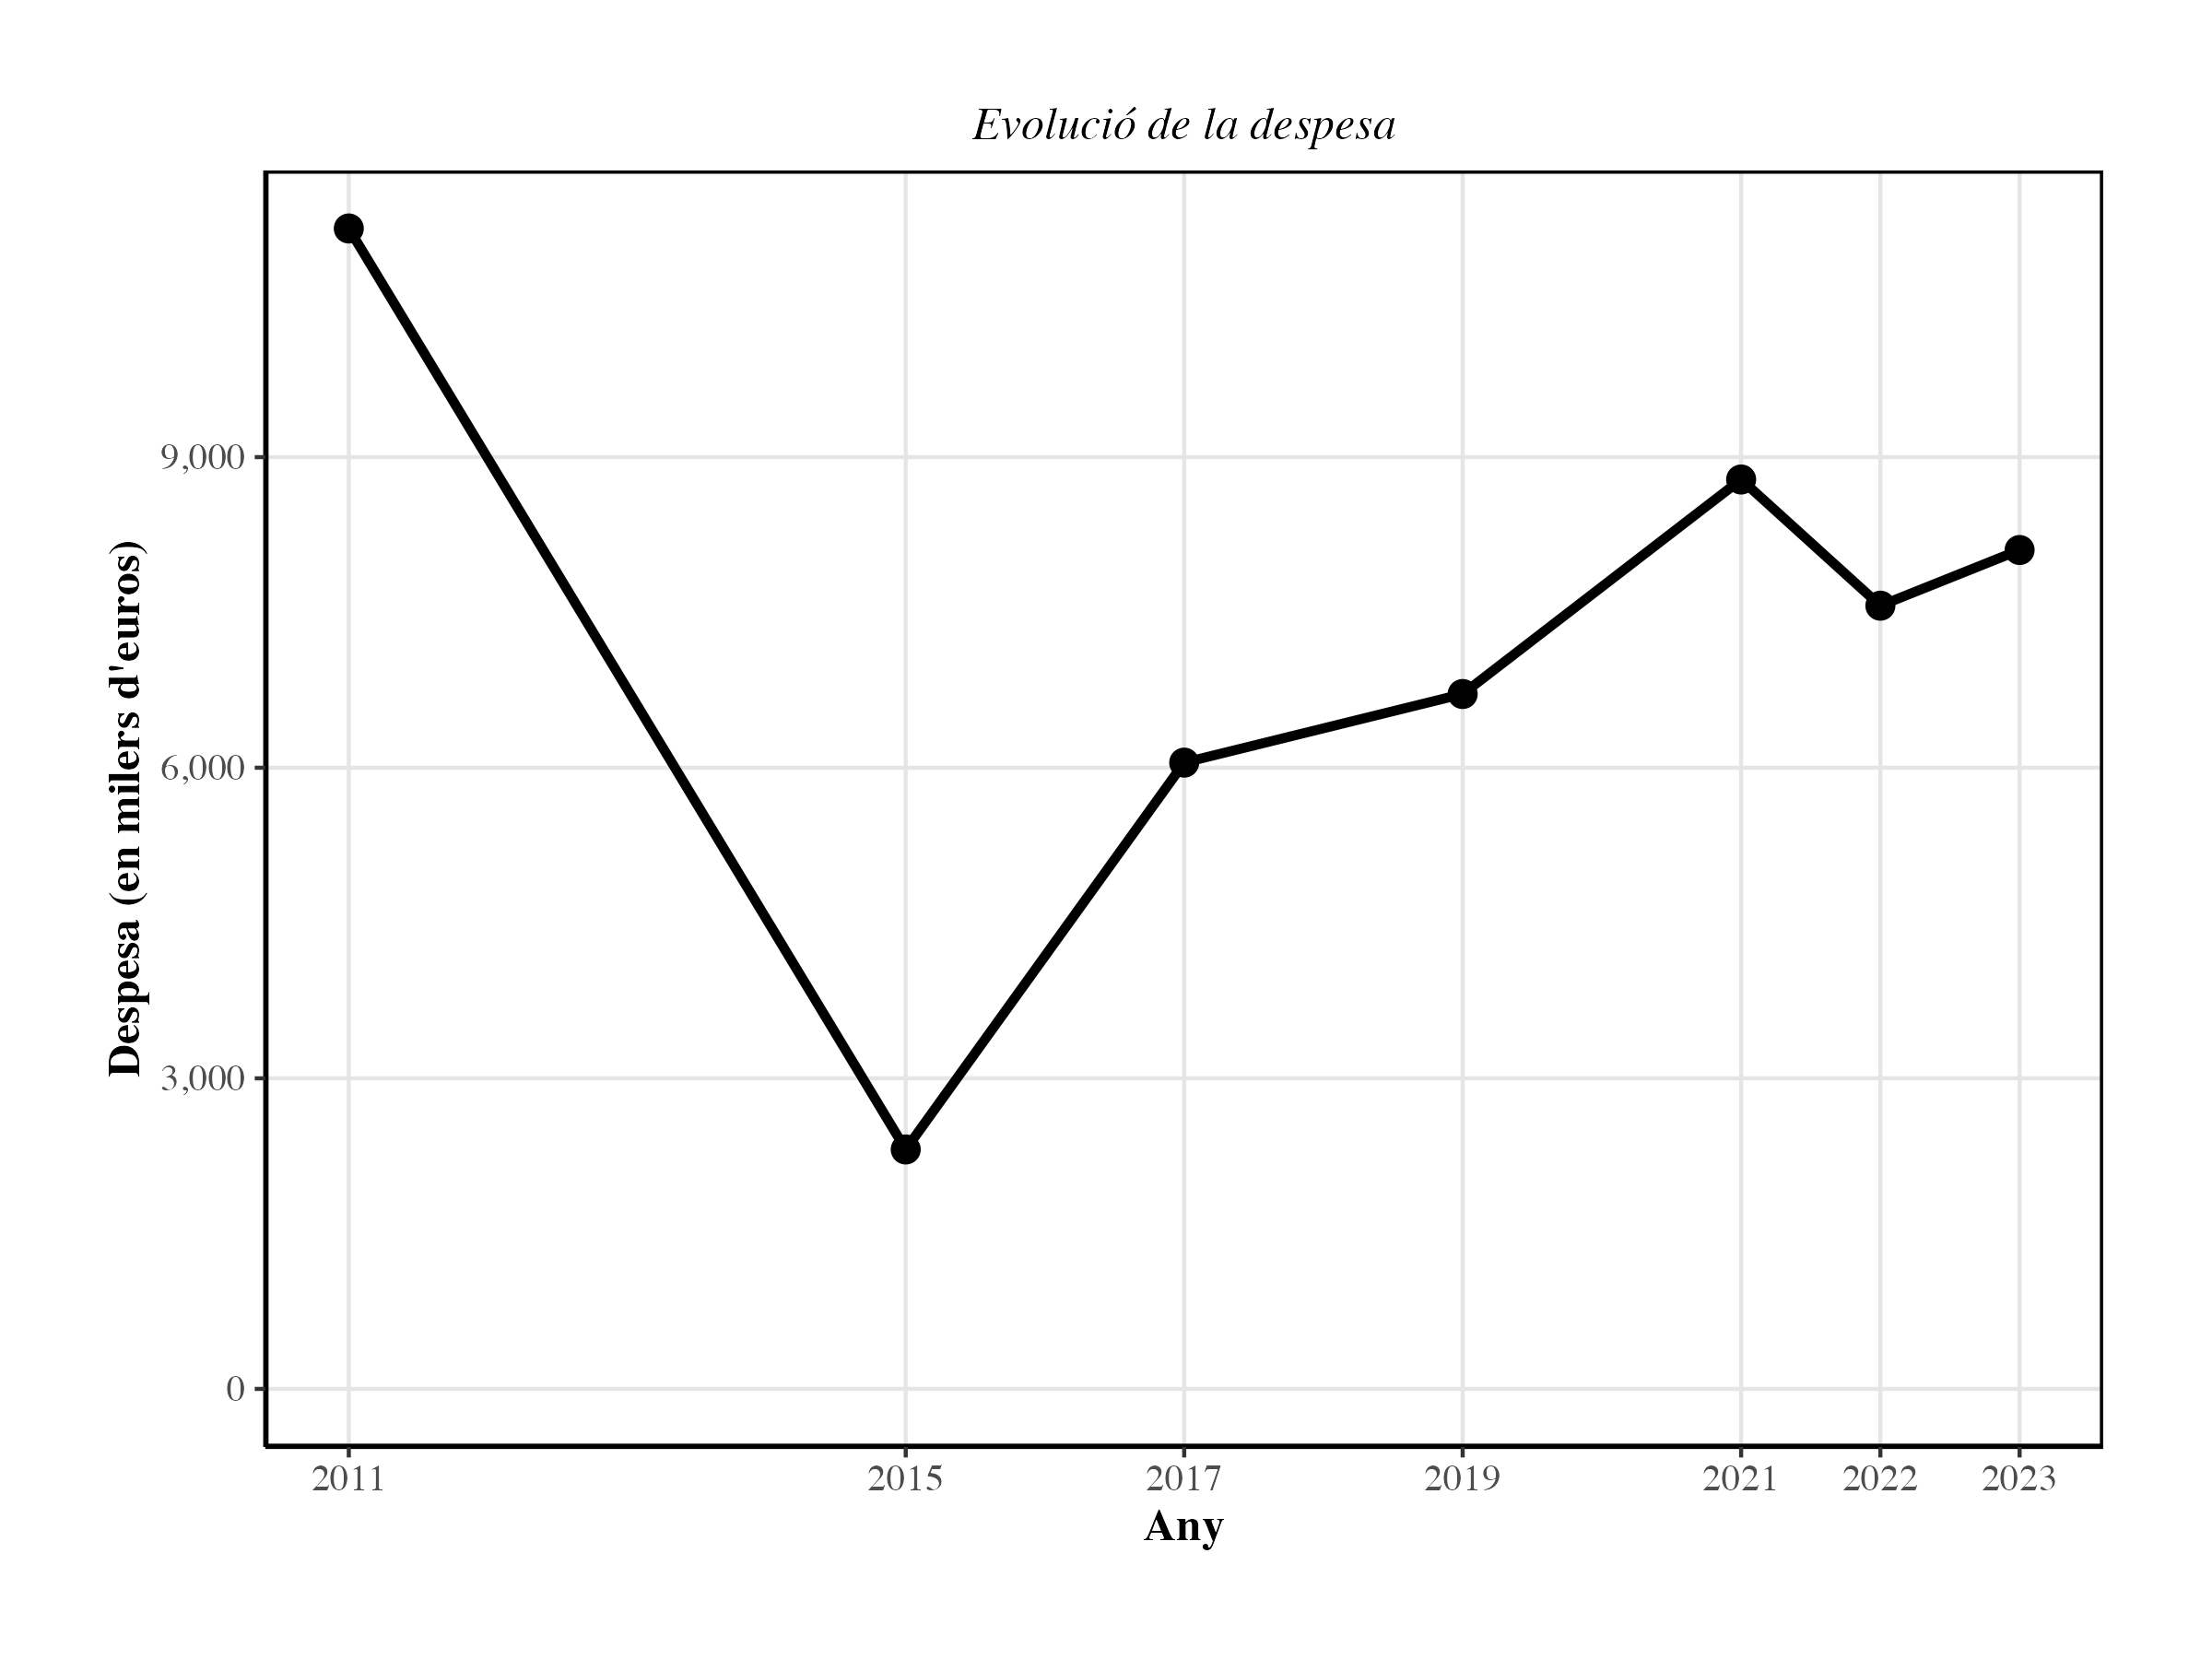 Evolució de la despesa
Despesa (en milers d'euros)
9,000
6,000
3,000
0
2011 2015 2017 2019 2021 2022 2023
Any